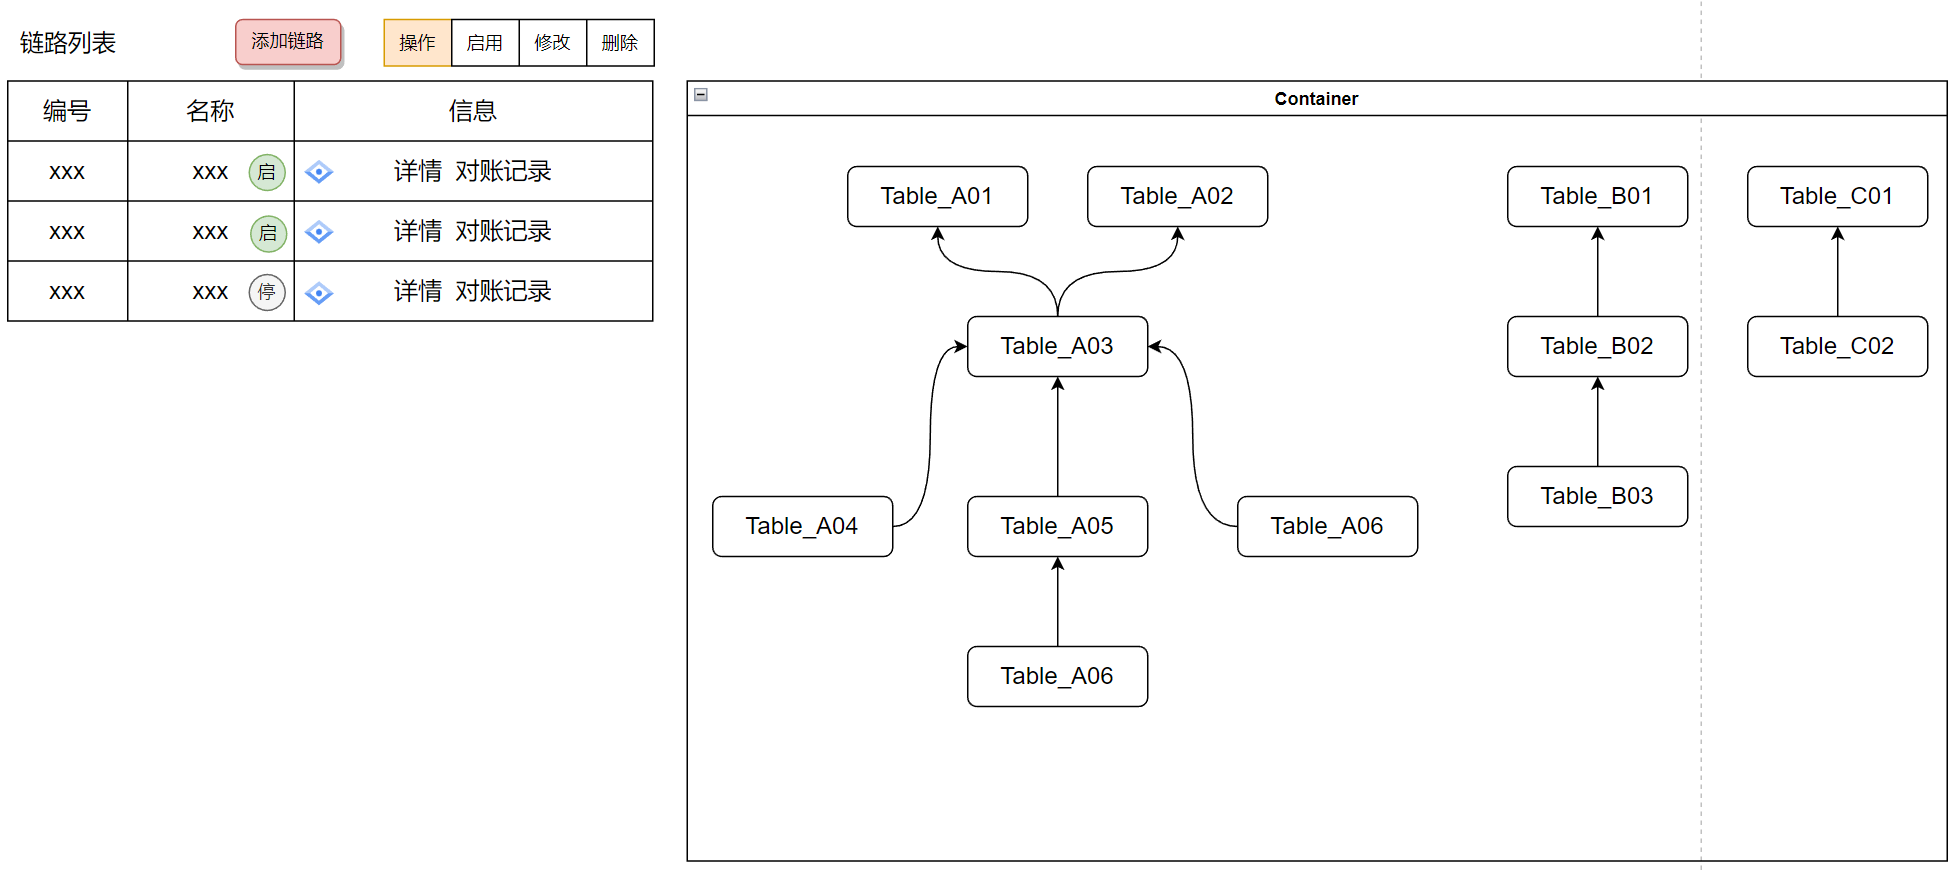 链路列表
添加链路
操作 启用 修改 删除
编号 名称 信息
xxx xxx 启 详情 对账记录
xxx xxx 启 详情 对账记录
xxx xxx 停 详情 对账记录
Container
Table_A01 Table_A02 Table_B01 Table_C01
Table_A03 Table_B02 Table_C02
Table_A04 Table_A05 Table_A06 Table_B03
Table_A06